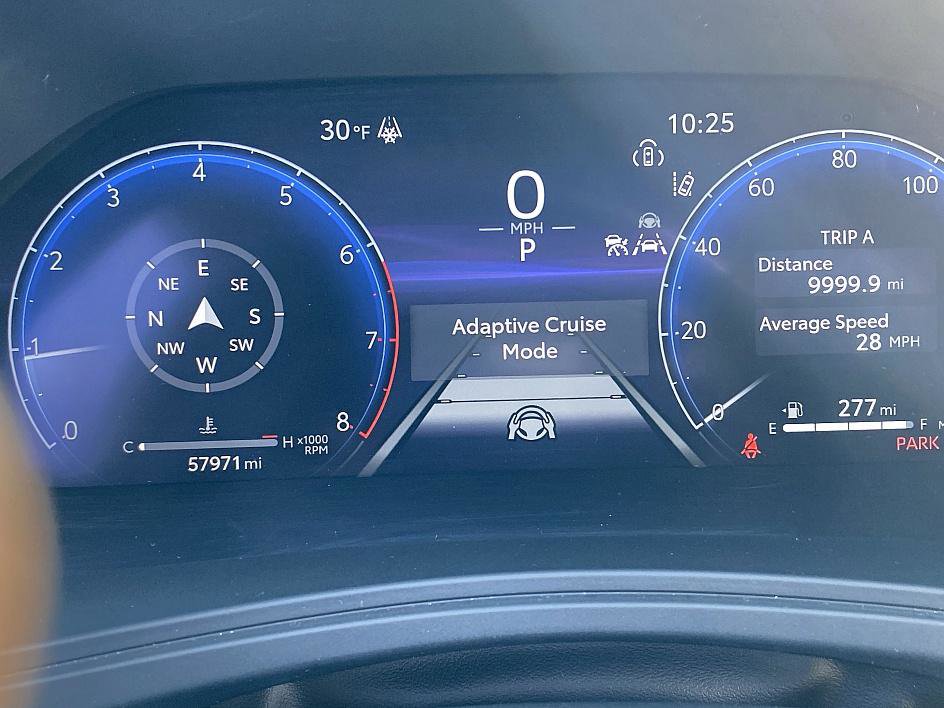 30°F
10:25
0
MPH
P
0
1
2
3
4
5
6
7
8
x1000
RPM
E
NE
SE
N
S
NW
SW
W
C
H
57971 mi
Adaptive Cruise
Mode
0
20
40
60
80
100
TRIP A
Distance
9999.9 mi
Average Speed
28 MPH
277 mi
E
F
PARK